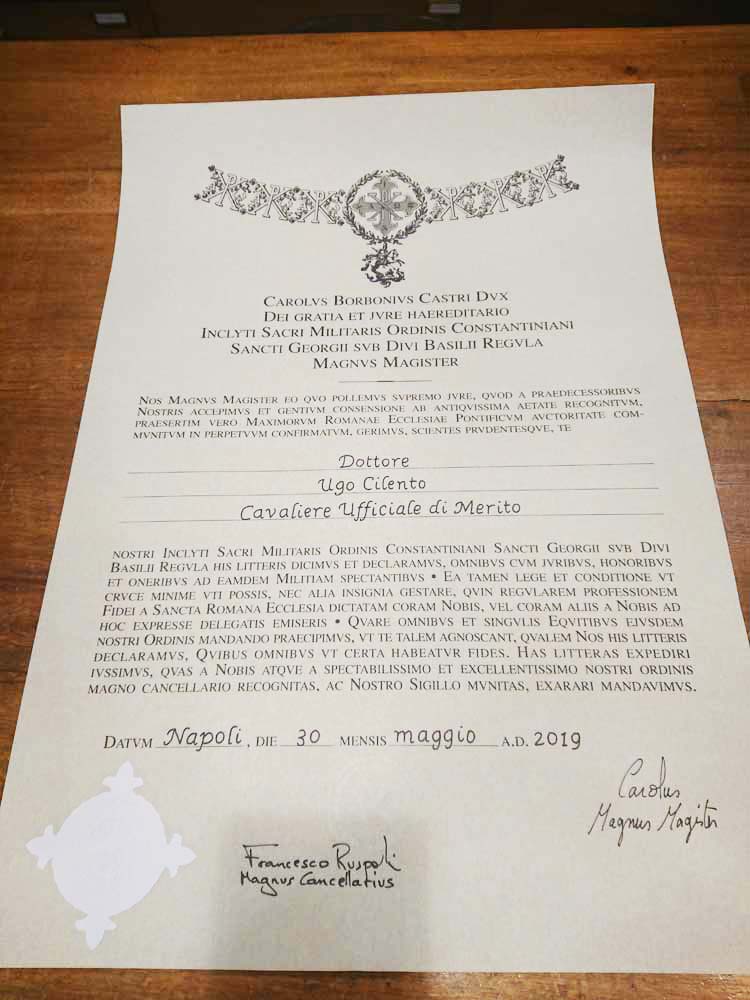 CAROLVS BORBONIVS CASTRI DVX
DEI GRATIA ET JVRE HAEREDITARIO
INCLYTI SACRI MILITARIS ORDINIS CONSTANTINIANI
SANCTI GEORGII SVB DIVI BASILII REGVLA
MAGNVS MAGISTER
NOS MAGNVS MAGISTER EO QVO POLLEMVS SVPREMO JVRE, QVOD A PRAEDECESSORIBVS
NOSTRIS ACCEPIMVS ET GENTIVM CONSENSIONE AB ANTIQVISSIMA AETATE RECOGNITVM,
PRAESERTIM VERO MAXIMORVM ROMANAE ECCLESIAE PONTIFICVM AVCTORITATE COM-
MVNITVM IN PERPETVVM CONFIRMATVM, GERIMVS, SCIENTES PRVDENTESQVE, TE
Dottore
Ugo Cilento
Cavaliere Ufficiale di Merito
NOSTRI INCLYTI SACRI MILITARIS ORDINIS CONSTANTINIANI SANCTI GEORGII SVB DIVI
BASILII REGVLA HIS LITTERIS DICIMVS ET DECLARAMVS, OMNIBVS CVM JVRIBVS, HONORIBVS
ET ONERIBVS AD EAMDEM MILITIAM SPECTANTIBVS • EA TAMEN LEGE ET CONDITIONE VT
CRVCE MINIME VTI POSSIS, NEC ALIA INSIGNIA GESTARE, QVIN REGVLAREM PROFESSIONEM
FIDEI A SANCTA ROMANA ECCLESIA DICTATAM CORAM NOBIS, VEL CORAM ALIIS A NOBIS AD
HOC EXPRESSE DELEGATIS EMISERIS • QVARE OMNIBVS ET SINGVLIS EQVITIBVS EJVSDEM
NOSTRI ORDINIS MANDANDO PRAECIPIMVS, VT TE TALEM AGNOSCANT, QVALEM NOS HIS LITTERIS
DECLARAMVS, QVIBVS OMNIBVS VT CERTA HABEATVR FIDES. HAS LITTERAS EXPEDIRI
IVSSIMVS, QVAS A NOBIS ATQVE A SPECTABILISSIMO ET EXCELLENTISSIMO NOSTRI ORDINIS
MAGNO CANCELLARIO RECOGNITAS, AC NOSTRO SIGILLO MVNITAS, EXARARI MANDAVIMVS.
DATVM Napoli, DIE 30 MENSIS maggio A.D. 2019
Carolus
Magnus Magister
Francesco Ruspoli
Magnus Cancellarius